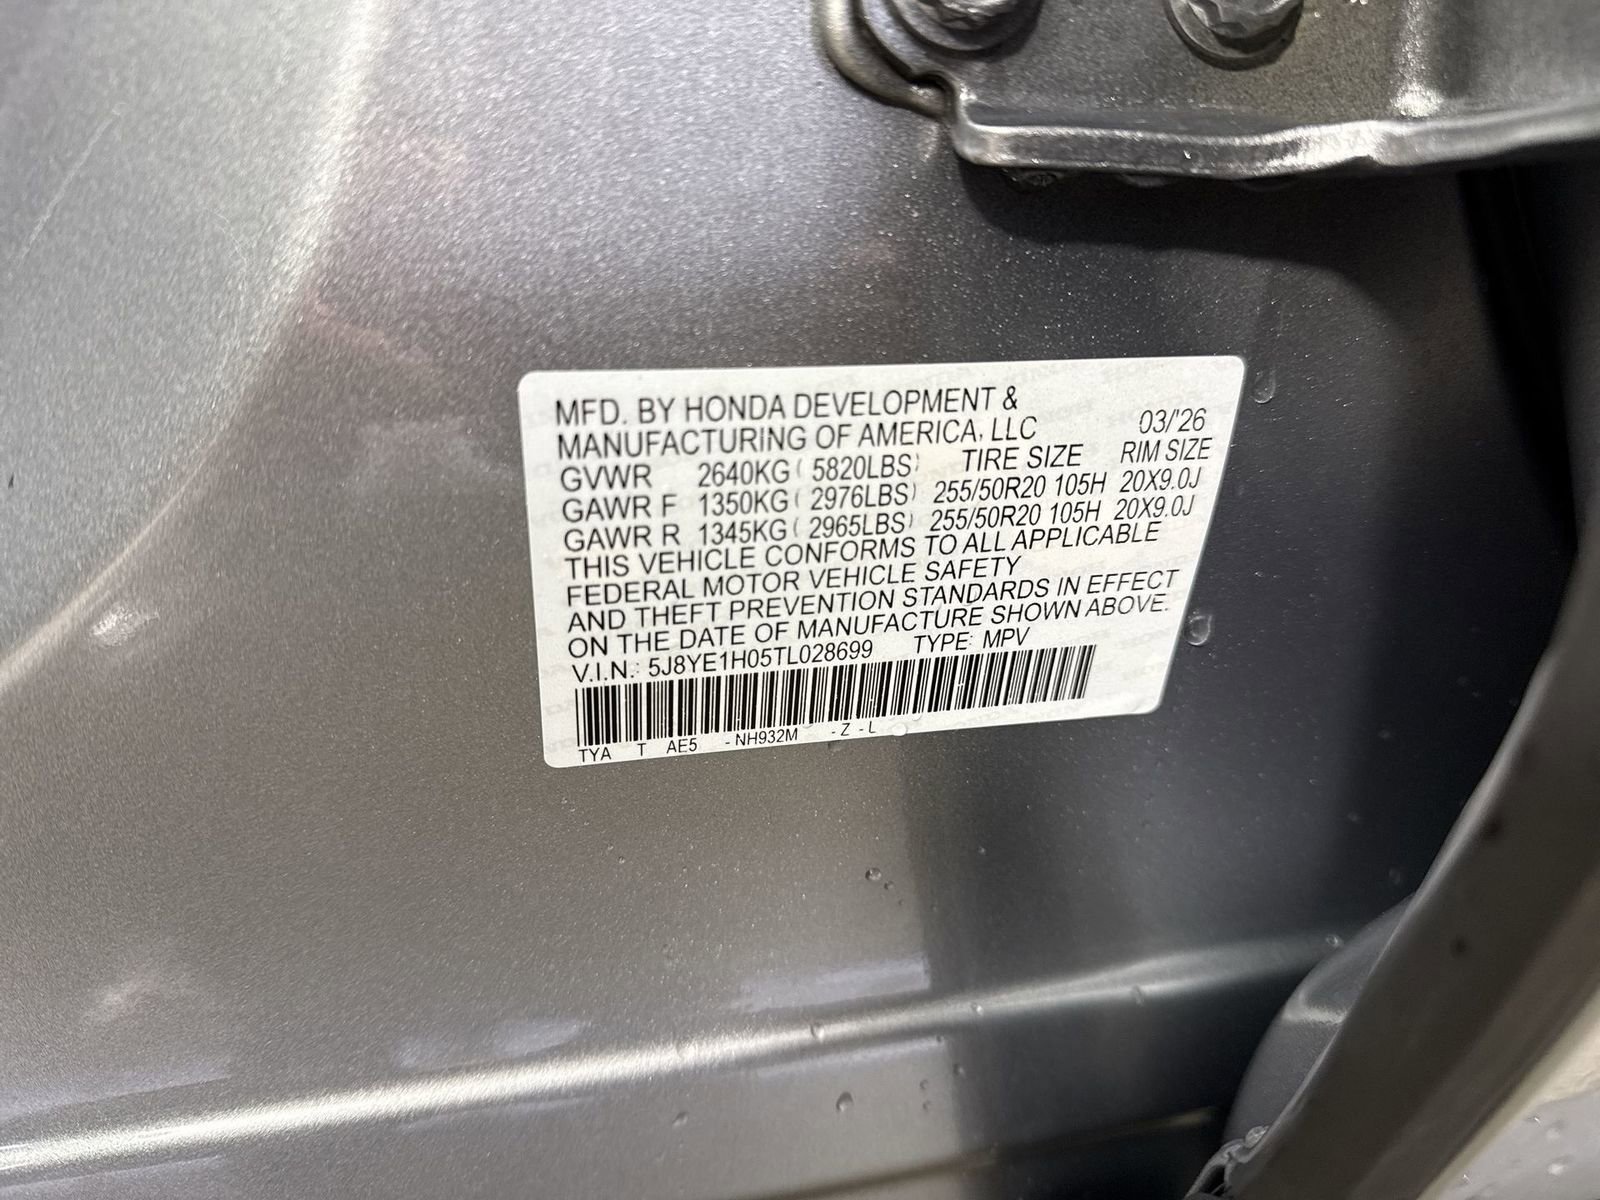 MFD. BY HONDA DEVELOPMENT &
MANUFACTURING OF AMERICA, LLC 03/'26
GVWR 2640KG ( 5820LBS) TIRE SIZE RIM SIZE
GAWR F 1350KG ( 2976LBS) 255/50R20 105H 20X9.0J
GAWR R 1345KG ( 2965LBS) 255/50R20 105H 20X9.0J
THIS VEHICLE CONFORMS TO ALL APPLICABLE
FEDERAL MOTOR VEHICLE SAFETY
AND THEFT PREVENTION STANDARDS IN EFFECT
ON THE DATE OF MANUFACTURE SHOWN ABOVE.
V.I.N.: 5J8YE1H05TL028699 TYPE: MPV
TYA T AE5 - NH932M - Z - L